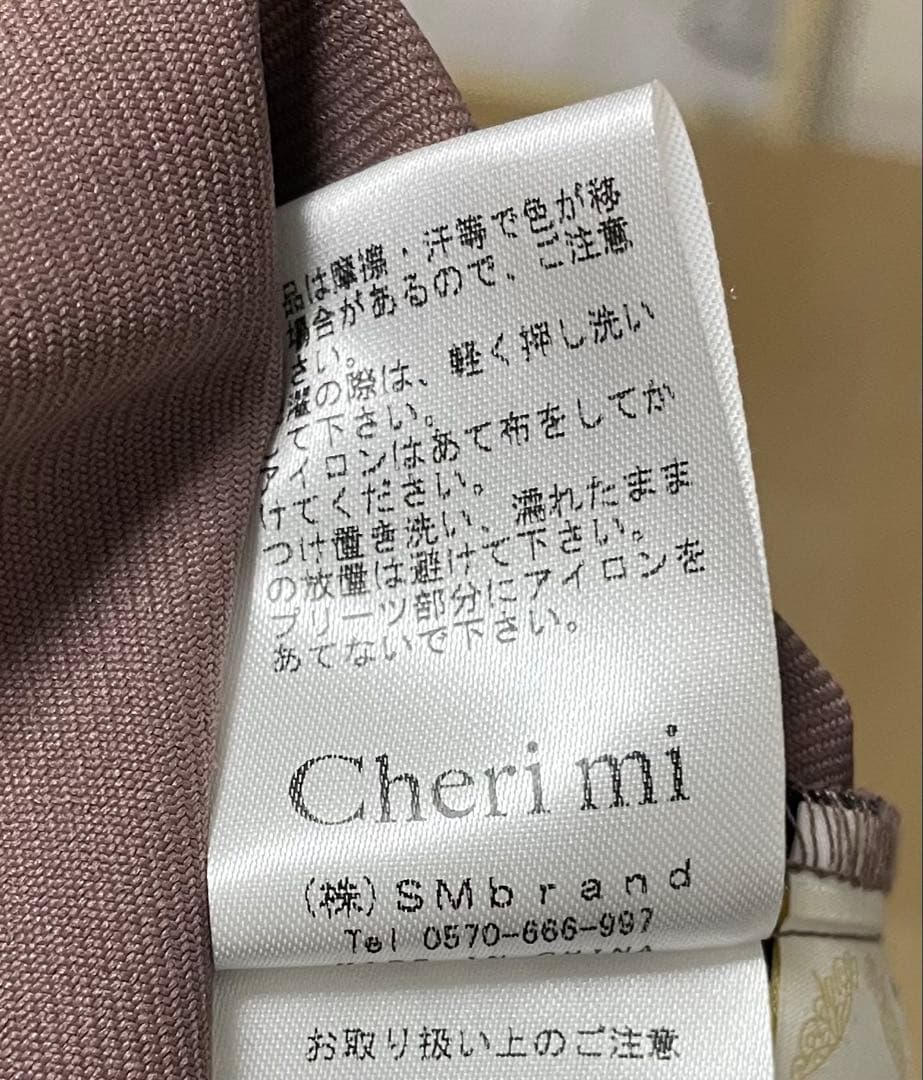 品は摩擦・汗等で色が移
場合があるので、ご注意
さい。
濯の際は、軽く押し洗い
して下さい。
アイロンはあて布をしてか
けてください。
つけ置き洗い、濡れたまま
の放置は避けて下さい。
プリーツ部分にアイロンを
あてないで下さい。
Cheri mi
(株)SMbrand
Tel 0570-666-997
MADE IN CHINA
お取り扱い上のご注意